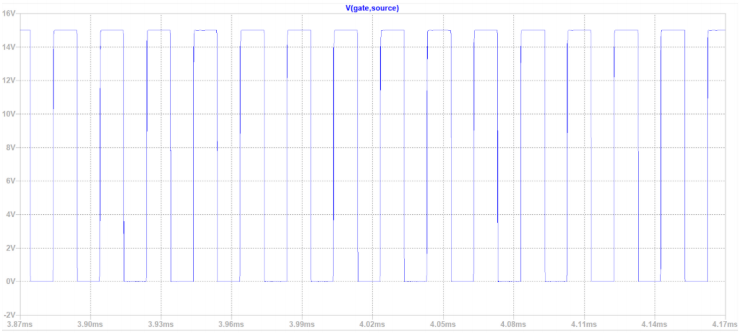 V(gate,source)
16V
14V
12V
10V
8V
6V
4V
2V
0V
-2V
3.87ms 3.90ms 3.93ms 3.96ms 3.99ms 4.02ms 4.05ms 4.08ms 4.11ms 4.14ms 4.17ms